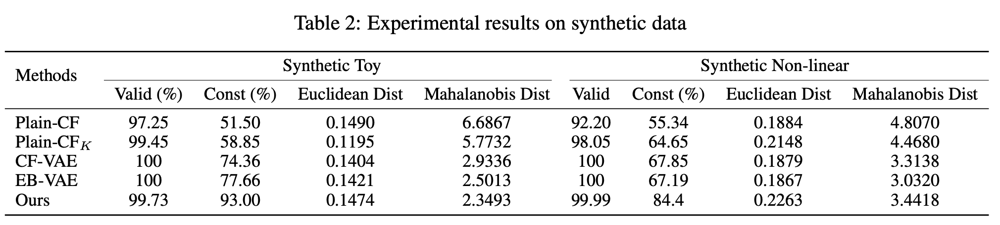 Table 2: Experimental results on synthetic data
Methods Synthetic Toy Synthetic Non-linear
Valid (%) Const (%) Euclidean Dist Mahalanobis Dist Valid Const (%) Euclidean Dist Mahalanobis Dist
Plain-CF 97.25 51.50 0.1490 6.6867 92.20 55.34 0.1884 4.8070
Plain-CF_K 99.45 58.85 0.1195 5.7732 98.05 64.65 0.2148 4.4680
CF-VAE 100 74.36 0.1404 2.9336 100 67.85 0.1879 3.3138
EB-VAE 100 77.66 0.1421 2.5013 100 67.19 0.1867 3.0320
Ours 99.73 93.00 0.1474 2.3493 99.99 84.4 0.2263 3.4418